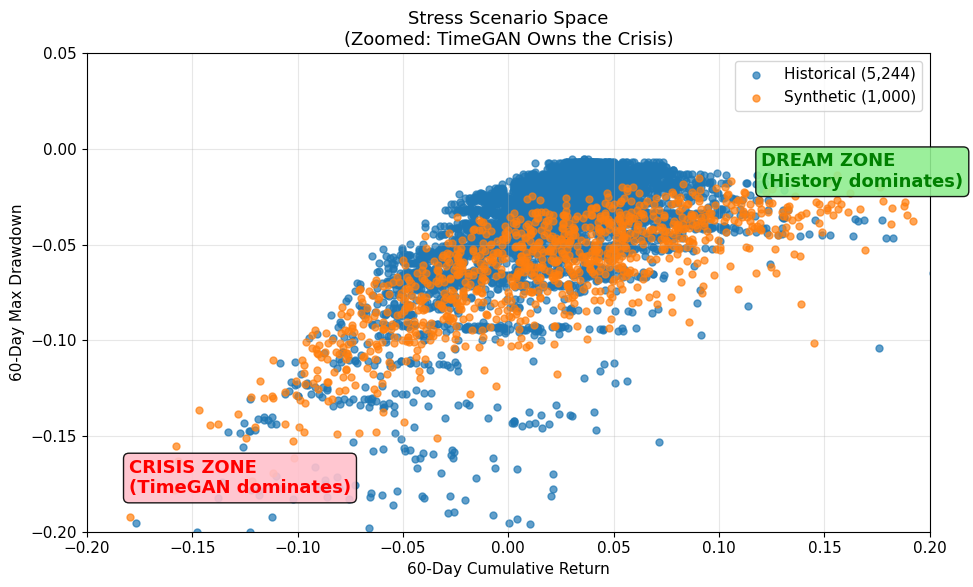 Stress Scenario Space
(Zoomed: TimeGAN Owns the Crisis)
0.05
0.00
−0.05
−0.10
−0.15
−0.20
60-Day Max Drawdown
Historical (5,244)
Synthetic (1,000)
DREAM ZONE
(History dominates)
CRISIS ZONE
(TimeGAN dominates)
−0.20
−0.15
−0.10
−0.05
0.00
0.05
0.10
0.15
0.20
60-Day Cumulative Return